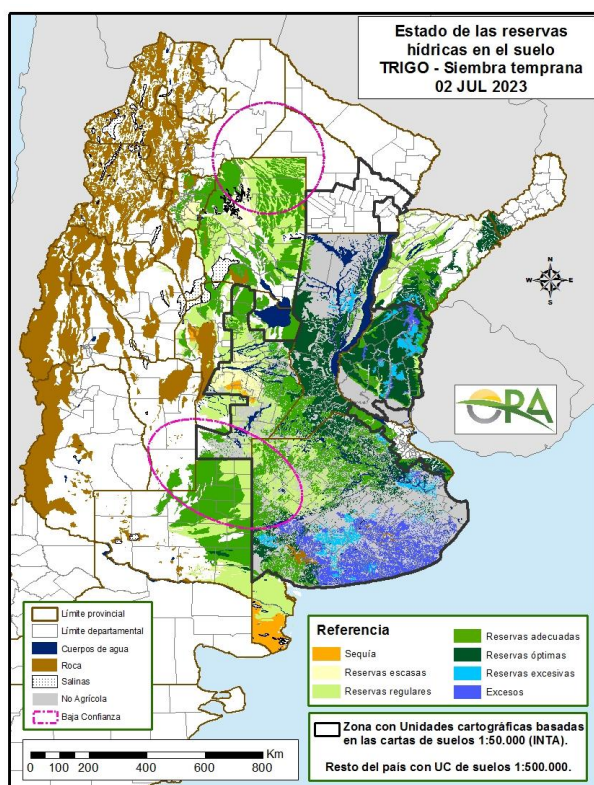 Estado de las reservas
hídricas en el suelo
TRIGO - Siembra temprana
02 JUL 2023
N
W E
S
ORA
Límite provincial
Límite departamental
Cuerpos de agua
Roca
Salinas
No Agrícola
Baja Confianza
Referencia
Sequía
Reservas escasas
Reservas regulares
Reservas adecuadas
Reservas óptimas
Reservas excesivas
Excesos
Zona con Unidades cartográficas basadas
en las cartas de suelos 1:50.000 (INTA).
Resto del país con UC de suelos 1:500.000.
Km
0 100 200 400 600 800